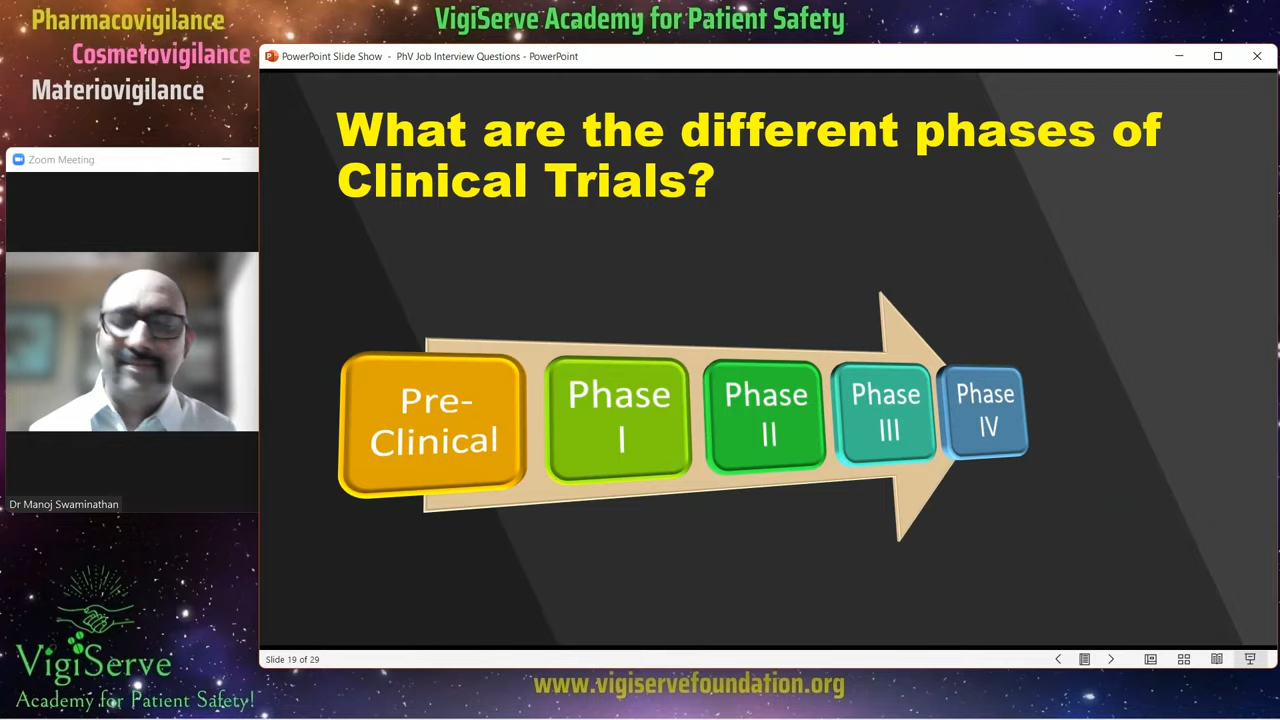 Pharmacovigilance
Cosmetovigilance
Materiovigilance
VigiServe Academy for Patient Safety
PowerPoint Slide Show - PhV Job Interview Questions - PowerPoint
Zoom Meeting
What are the different phases of
Clinical Trials?
Pre-
Clinical
Phase
I
Phase
II
Phase
III
Phase
IV
Dr Manoj Swaminathan
VigiServe
Academy for Patient Safety!
Slide 19 of 29
www.vigiservefoundation.org